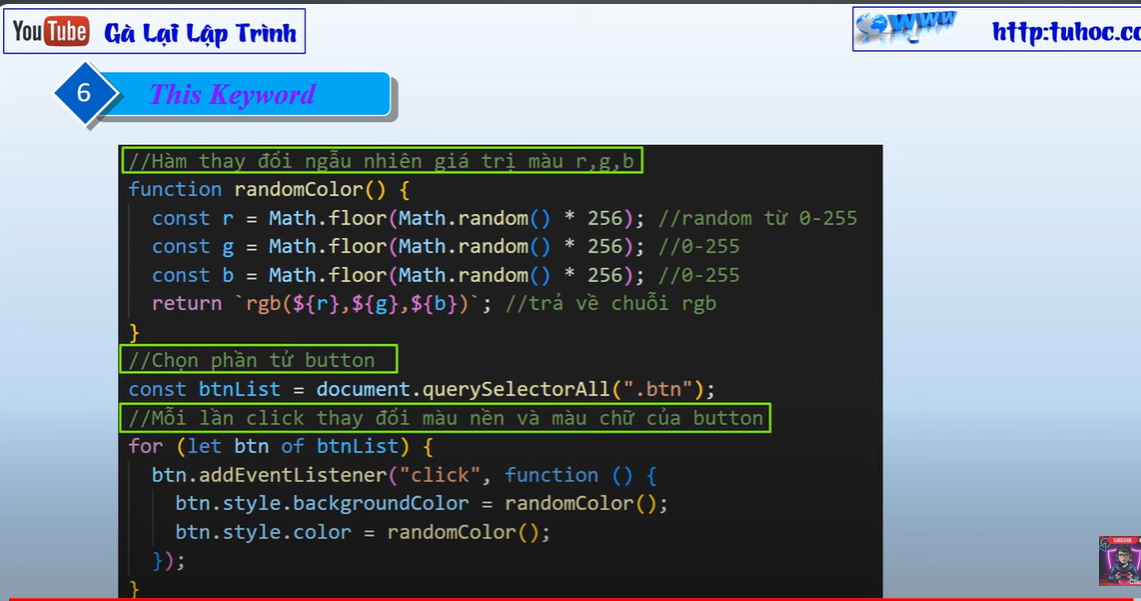 YouTube Gà Lại Lập Trình
WWW http:tuhoc.cc
6 This Keyword
//Hàm thay đổi ngẫu nhiên giá trị màu r,g,b
function randomColor() {
const r = Math.floor(Math.random() * 256); //random từ 0-255
const g = Math.floor(Math.random() * 256); //0-255
const b = Math.floor(Math.random() * 256); //0-255
return `rgb(${r},${g},${b})`; //trả về chuỗi rgb
}
//Chọn phần tử button
const btnList = document.querySelectorAll(".btn");
//Mỗi lần click thay đổi màu nền và màu chữ của button
for (let btn of btnList) {
btn.addEventListener("click", function () {
btn.style.backgroundColor = randomColor();
btn.style.color = randomColor();
});
}